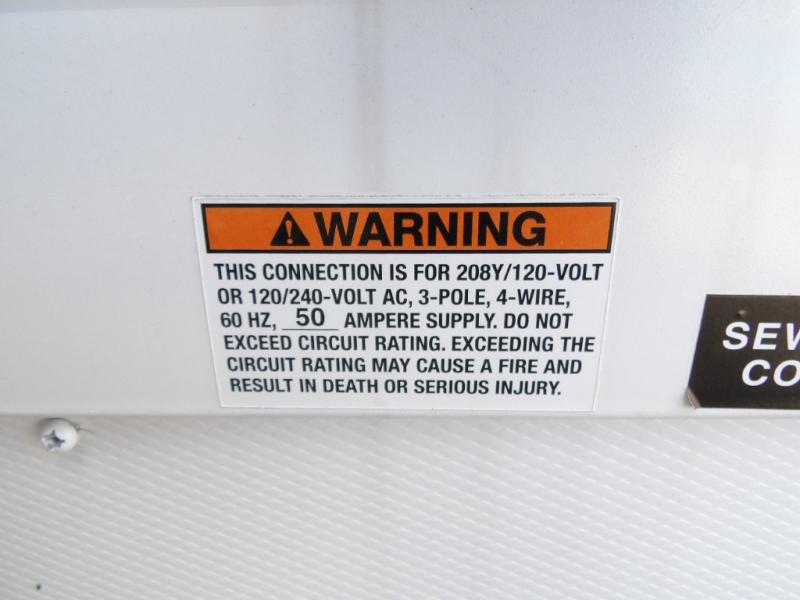 WARNING
THIS CONNECTION IS FOR 208Y/120-VOLT
OR 120/240-VOLT AC, 3-POLE, 4-WIRE,
60 HZ, 50 AMPERE SUPPLY. DO NOT
EXCEED CIRCUIT RATING. EXCEEDING THE
CIRCUIT RATING MAY CAUSE A FIRE AND
RESULT IN DEATH OR SERIOUS INJURY.